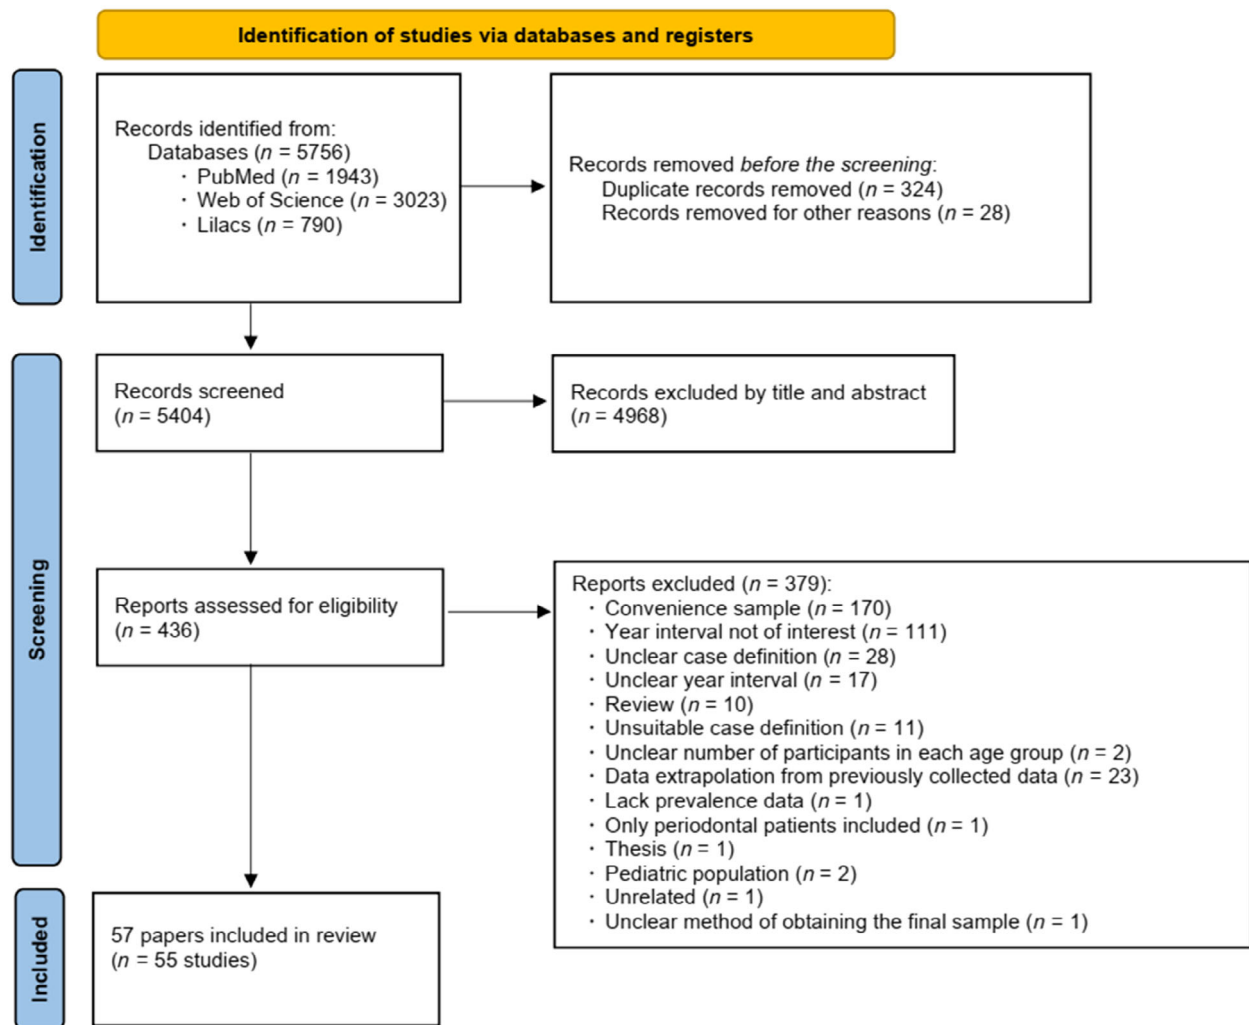 Identification of studies via databases and registers
Identification
Records identified from:
Databases (n = 5756)
· PubMed (n = 1943)
· Web of Science (n = 3023)
· Lilacs (n = 790)
Records removed before the screening:
Duplicate records removed (n = 324)
Records removed for other reasons (n = 28)
Screening
Records screened
(n = 5404)
Records excluded by title and abstract
(n = 4968)
Reports assessed for eligibility
(n = 436)
Reports excluded (n = 379):
· Convenience sample (n = 170)
· Year interval not of interest (n = 111)
· Unclear case definition (n = 28)
· Unclear year interval (n = 17)
· Review (n = 10)
· Unsuitable case definition (n = 11)
· Unclear number of participants in each age group (n = 2)
· Data extrapolation from previously collected data (n = 23)
· Lack prevalence data (n = 1)
· Only periodontal patients included (n = 1)
· Thesis (n = 1)
· Pediatric population (n = 2)
· Unrelated (n = 1)
· Unclear method of obtaining the final sample (n = 1)
Included
57 papers included in review
(n = 55 studies)